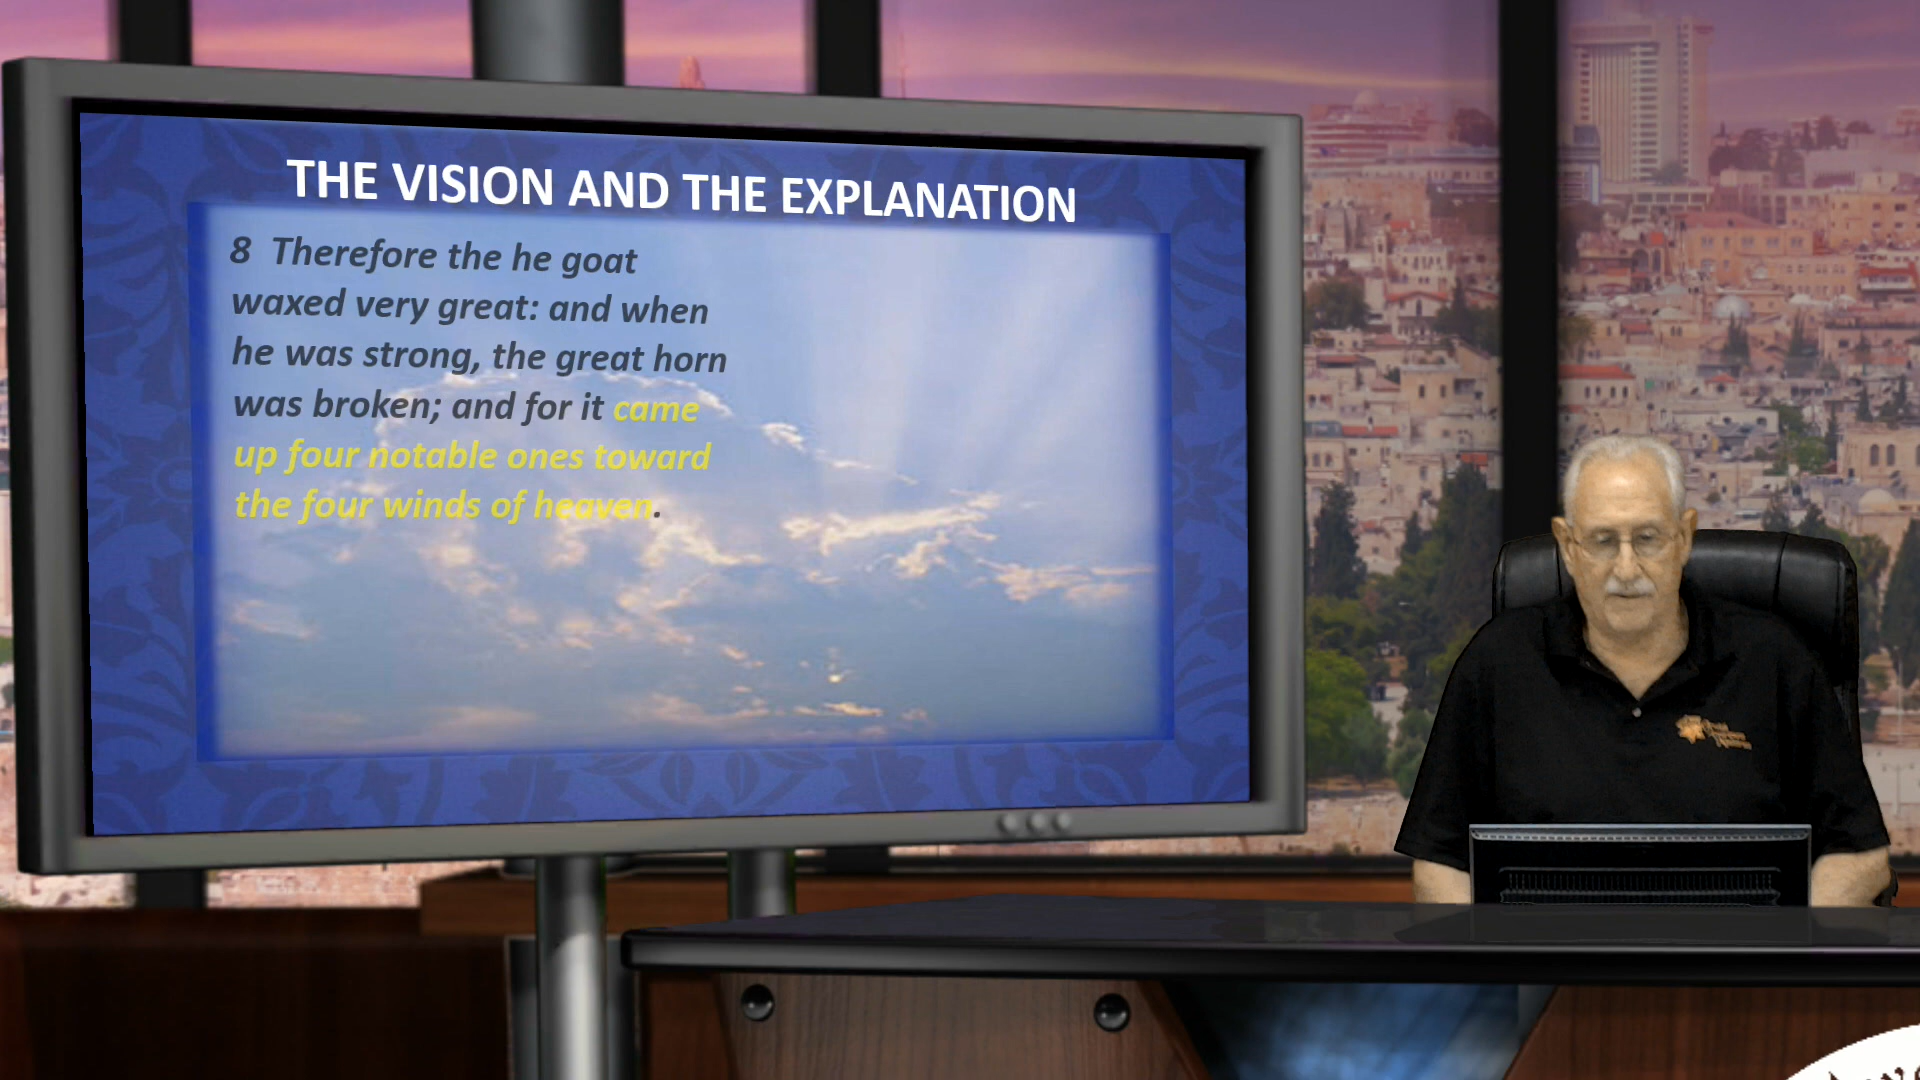 THE VISION AND THE EXPLANATION
8 Therefore the he goat
waxed very great: and when
he was strong, the great horn
was broken; and for it came
up four notable ones toward
the four winds of heaven.